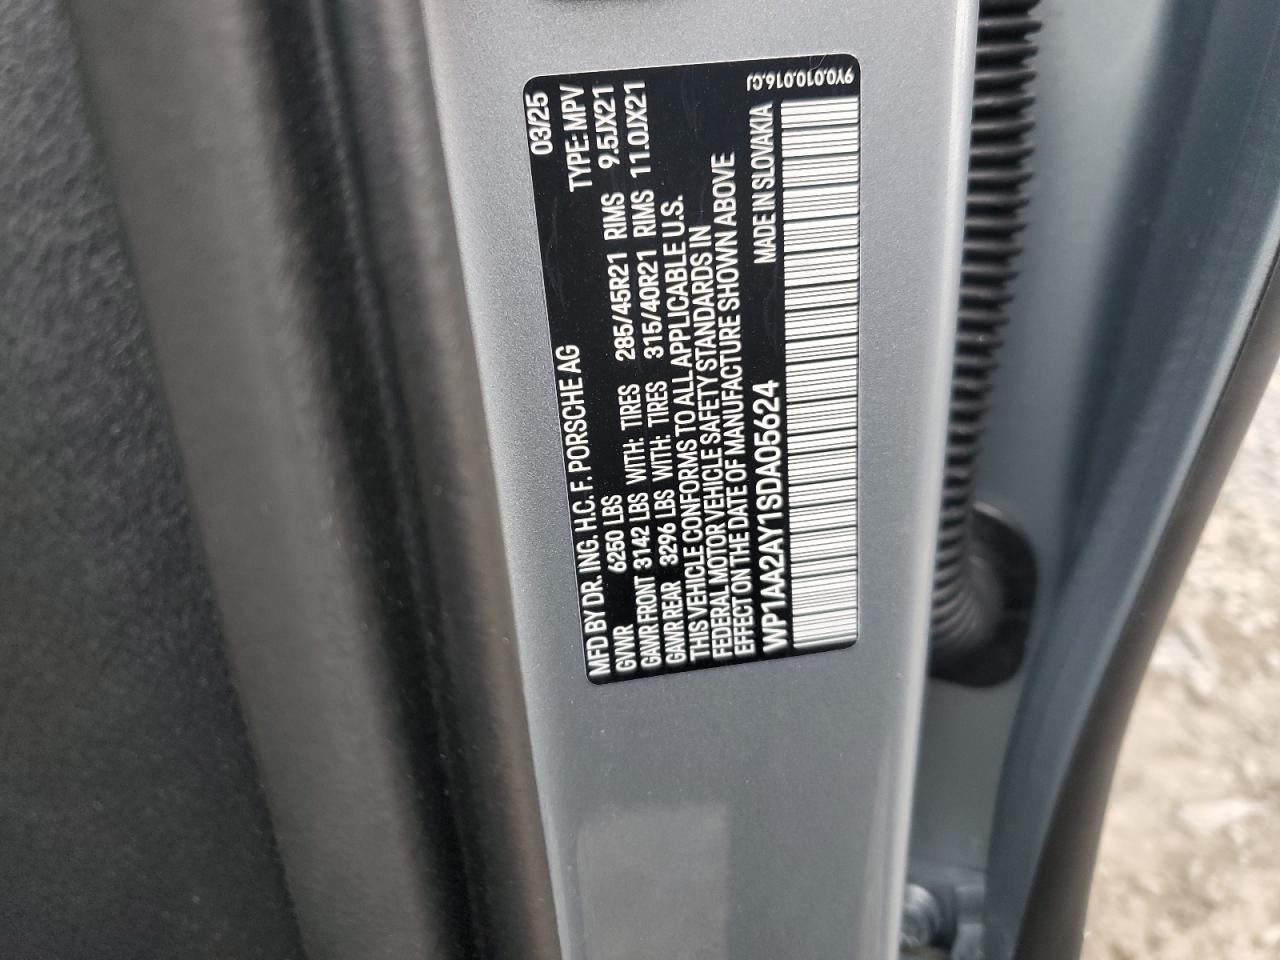 03/25
MFD BY DR. ING. H.C. F. PORSCHE AG TYPE: MPV
GVWR 6250 LBS
GAWR FRONT 3142 LBS WITH: TIRES 285/45R21 RIMS 9.5JX21
GAWR REAR 3296 LBS WITH: TIRES 315/40R21 RIMS 11.0JX21
THIS VEHICLE CONFORMS TO ALL APPLICABLE U.S.
FEDERAL MOTOR VEHICLE SAFETY STANDARDS IN
EFFECT ON THE DATE OF MANUFACTURE SHOWN ABOVE
WP1AA2AY1SDA05624 MADE IN SLOVAKIA
9Y0.010.016.CJ